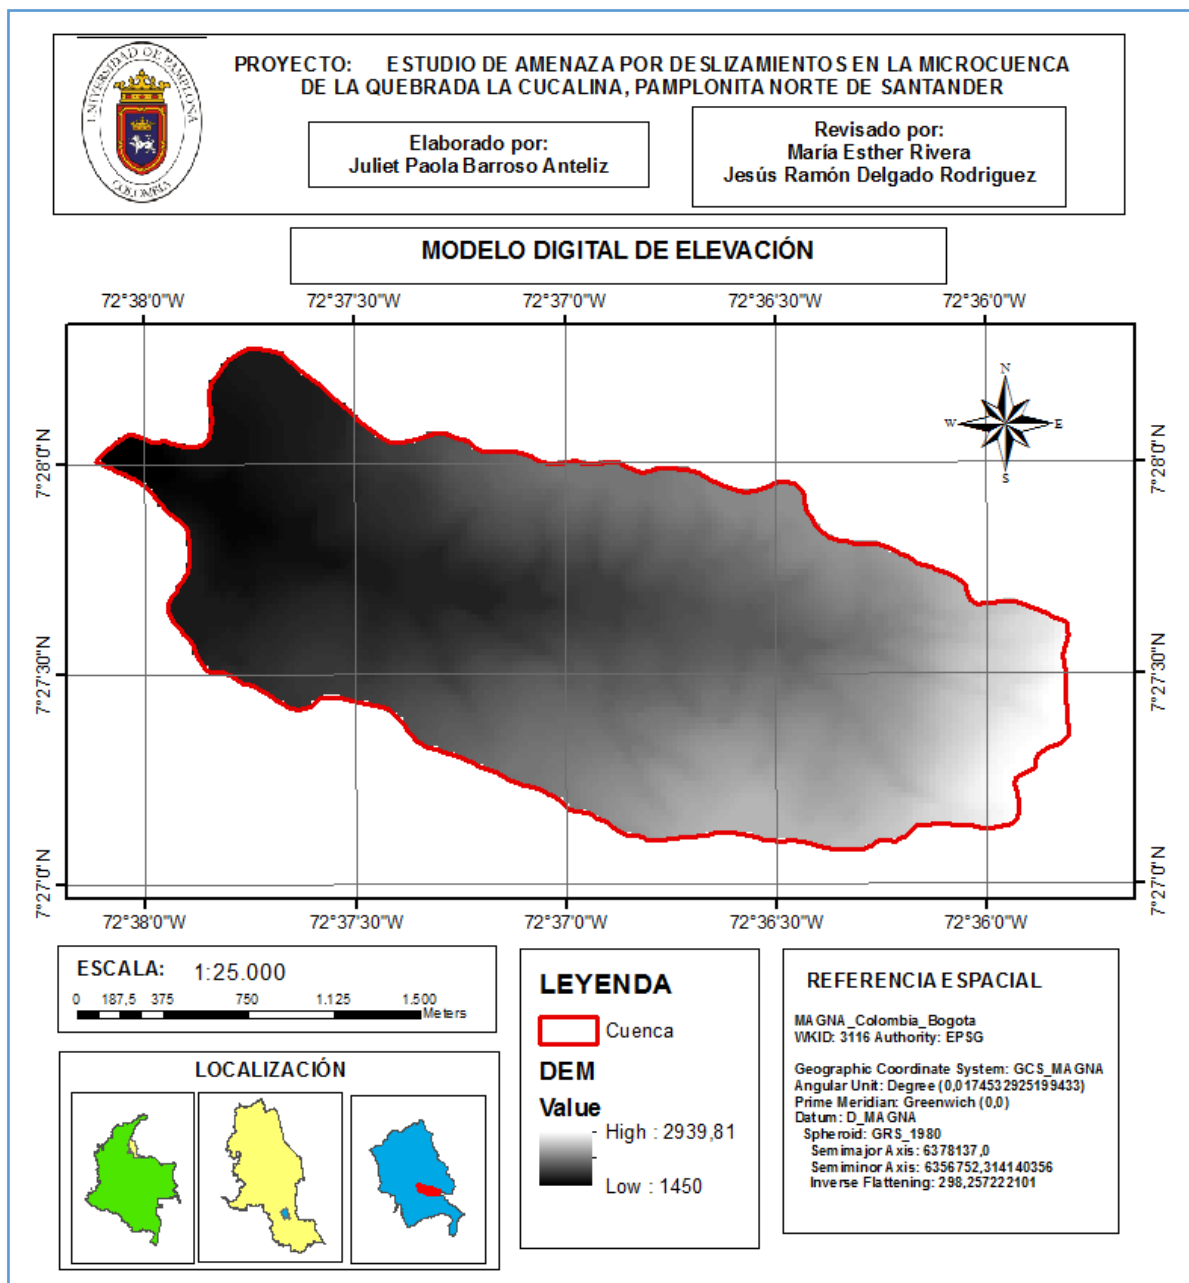 UNIVERSIDAD DE PAMPLONA
COLOMBIA
PROYECTO: ESTUDIO DE AMENAZA POR DESLIZAMIENTOS EN LA MICROCUENCA
DE LA QUEBRADA LA CUCALINA, PAMPLONITA NORTE DE SANTANDER
Elaborado por:
Juliet Paola Barroso Anteliz
Revisado por:
María Esther Rivera
Jesús Ramón Delgado Rodriguez
MODELO DIGITAL DE ELEVACIÓN
72°38'0"W 72°37'30"W 72°37'0"W 72°36'30"W 72°36'0"W
N
W E
S
7°28'0"N 7°28'0"N
7°27'30"N 7°27'30"N
7°27'0"N 7°27'0"N
72°38'0"W 72°37'30"W 72°37'0"W 72°36'30"W 72°36'0"W
ESCALA: 1:25.000
0 187,5 375 750 1.125 1.500
Meters
LOCALIZACIÓN
LEYENDA
Cuenca
DEM
Value
High : 2939,81
Low : 1450
REFERENCIA ESPACIAL
MAGNA_Colombia_Bogota
WKID: 3116 Authority: EPSG
Geographic Coordinate System: GCS_MAGNA
Angular Unit: Degree (0,0174532925199433)
Prime Meridian: Greenwich (0,0)
Datum: D_MAGNA
Spheroid: GRS_1980
Semimajor Axis: 6378137,0
Semiminor Axis: 6356752,314140356
Inverse Flattening: 298,257222101